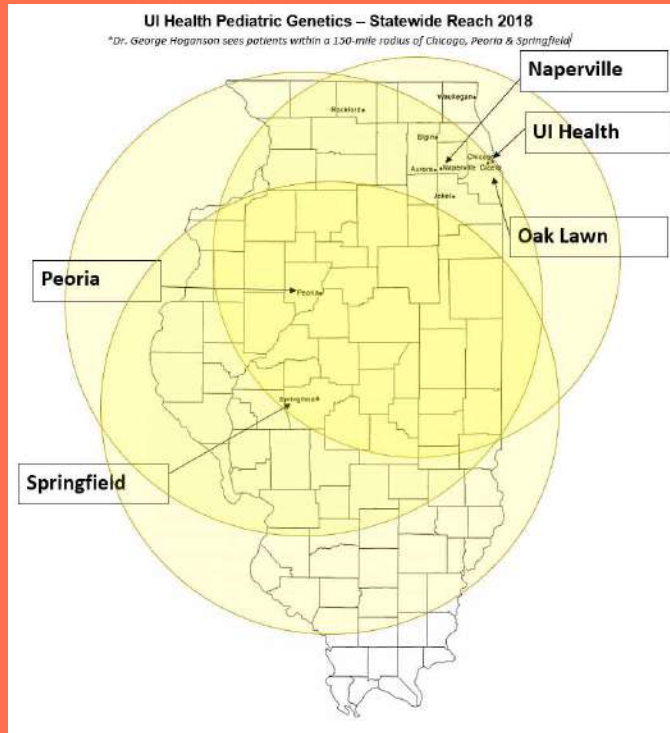 UI Health Pediatric Genetics – Statewide Reach 2018
*Dr. George Hoganson sees patients within a 150-mile radius of Chicago, Peoria & Springfield
Naperville
Waukegan
Rockford
UI Health
Elgin
Chicago
Aurora
Naperville
Cicero
Joliet
Oak Lawn
Peoria
Peoria
Springfield
Springfield